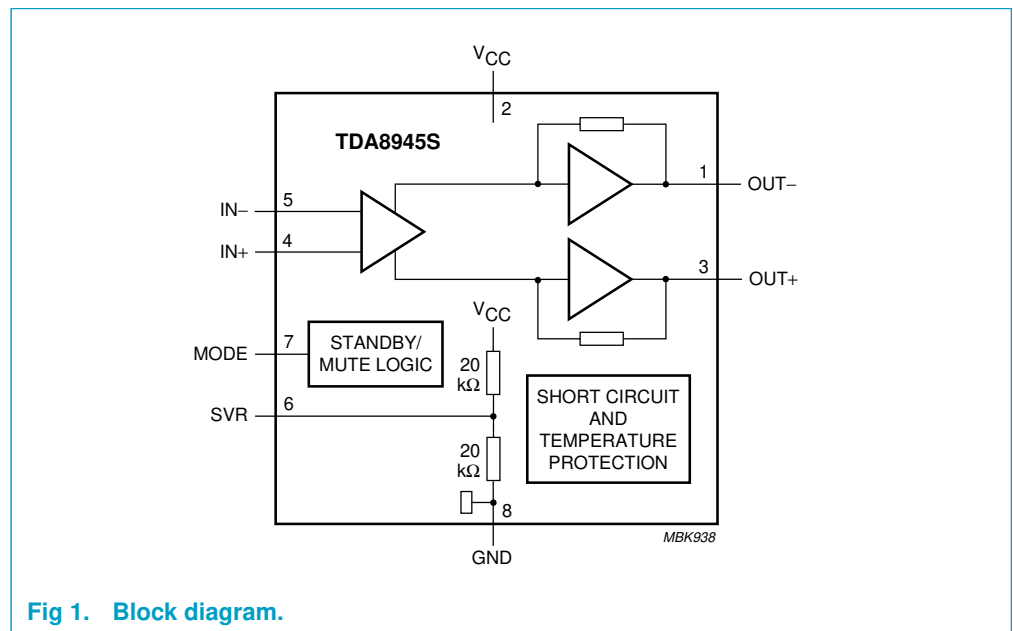 VCC
2
TDA8945S
1
OUT−
5
IN−
4
IN+
3
OUT+
VCC
7
MODE
STANDBY/
MUTE LOGIC
20
kΩ
6
SVR
SHORT CIRCUIT
AND
TEMPERATURE
PROTECTION
20
kΩ
8
GND
MBK938
Fig 1. Block diagram.